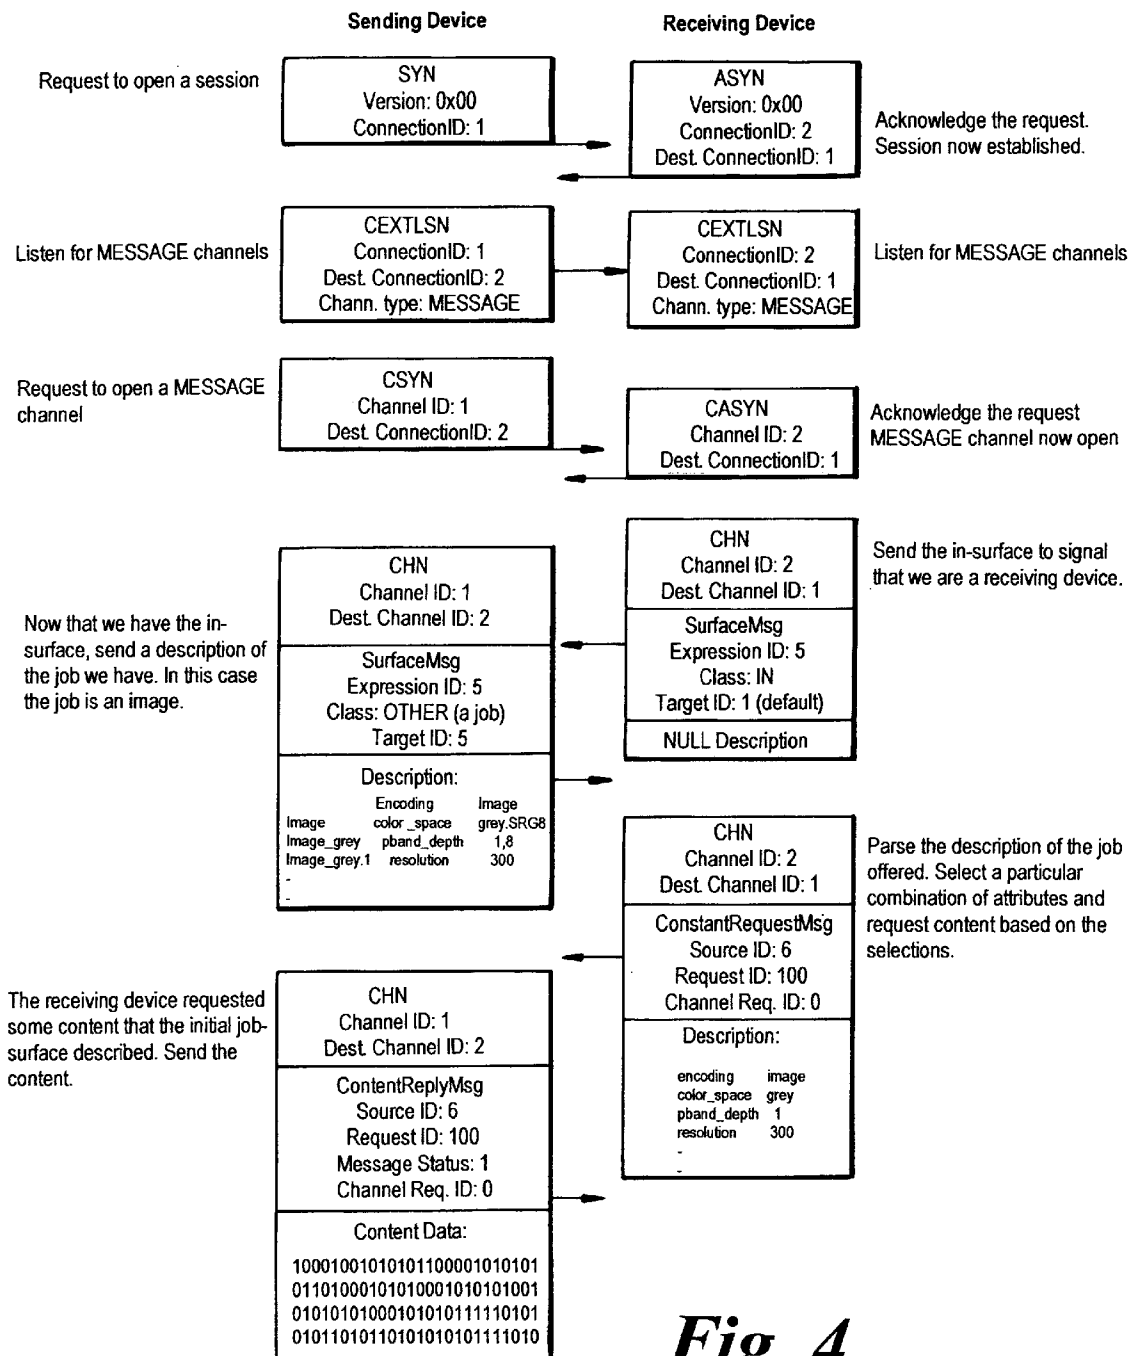 Sending Device
Receiving Device
Request to open a session
SYN
Version: 0x00
ConnectionID: 1
ASYN
Version: 0x00
ConnectionID: 2
Dest. ConnectionID: 1
Acknowledge the request.
Session now established.
Listen for MESSAGE channels
CEXTLSN
ConnectionID: 1
Dest. ConnectionID: 2
Chann. type: MESSAGE
CEXTLSN
ConnectionID: 2
Dest. ConnectionID: 1
Chann. type: MESSAGE
Listen for MESSAGE channels
Request to open a MESSAGE
channel
CSYN
Channel ID: 1
Dest. ConnectionID: 2
CASYN
Channel ID: 2
Dest. ConnectionID: 1
Acknowledge the request
MESSAGE channel now open
CHN
Channel ID: 2
Dest. Channel ID: 1
SurfaceMsg
Expression ID: 5
Class: IN
Target ID: 1 (default)
NULL Description
Send the in-surface to signal
that we are a receiving device.
Now that we have the in-
surface, send a description of
the job we have. In this case
the job is an image.
CHN
Channel ID: 1
Dest. Channel ID: 2
SurfaceMsg
Expression ID: 5
Class: OTHER (a job)
Target ID: 5
Description:
Encoding Image
Image color_space grey.SRG8
Image_grey pband_depth 1,8
Image_grey.1 resolution 300
-
-
CHN
Channel ID: 2
Dest. Channel ID: 1
ConstantRequestMsg
Source ID: 6
Request ID: 100
Channel Req. ID: 0
Description:
encoding image
color_space grey
pband_depth 1
resolution 300
-
-
Parse the description of the job
offered. Select a particular
combination of attributes and
request content based on the
selections.
The receiving device requested
some content that the initial job-
surface described. Send the
content.
CHN
Channel ID: 1
Dest. Channel ID: 2
ContentReplyMsg
Source ID: 6
Request ID: 100
Message Status: 1
Channel Req. ID: 0
Content Data:
1000100101010110000101010​1
0110100010101000101010100​1
0101010100010101011111010​1
0101101011010101010111101​0
Fig. 4